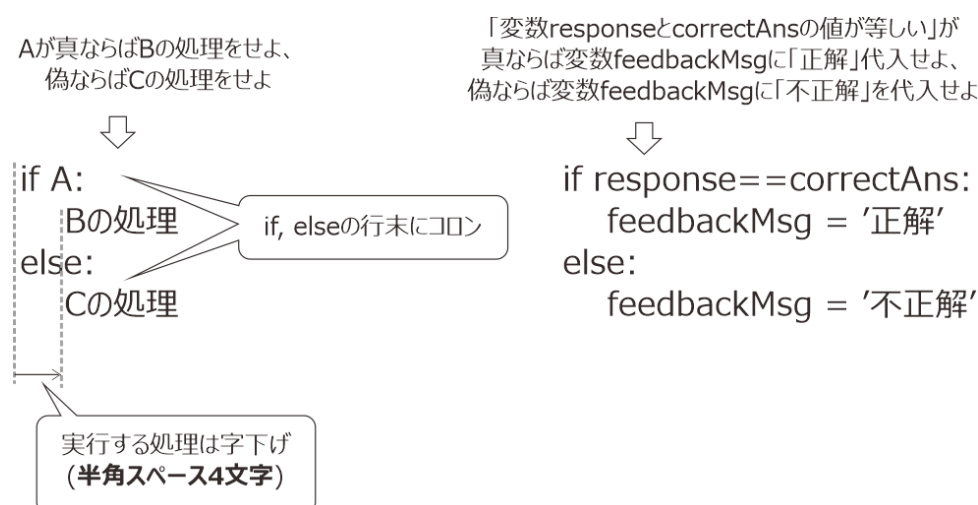 Aが真ならばBの処理をせよ、
偽ならばCの処理をせよ
if A:
Bの処理
else:
Cの処理
if, elseの行末にコロン
実行する処理は字下げ
(半角スペース4文字)
「変数responseとcorrectAnsの値が等しい」が
真ならば変数feedbackMsgに「正解」代入せよ、
偽ならば変数feedbackMsgに「不正解」を代入せよ
if response==correctAns:
feedbackMsg = '正解'
else:
feedbackMsg = '不正解'